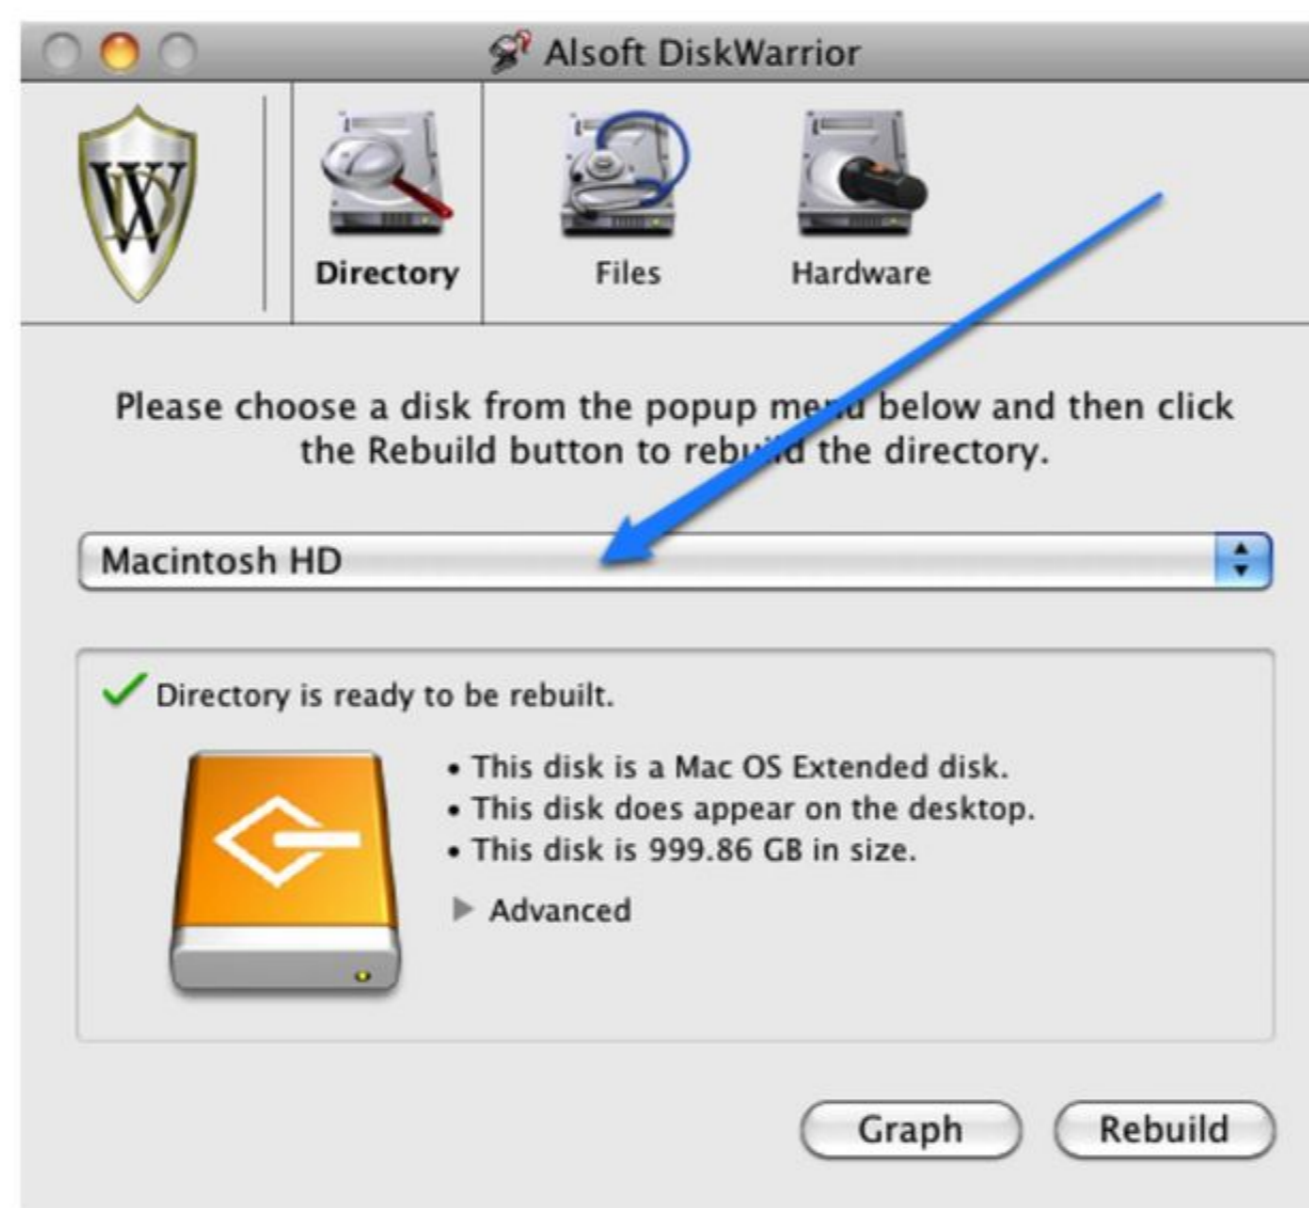 Alsoft DiskWarrior
Directory
Files
Hardware
Please choose a disk from the popup menu below and then click
the Rebuild button to rebuild the directory.
Macintosh HD
Directory is ready to be rebuilt.
• This disk is a Mac OS Extended disk.
• This disk does appear on the desktop.
• This disk is 999.86 GB in size.
Advanced
Graph
Rebuild